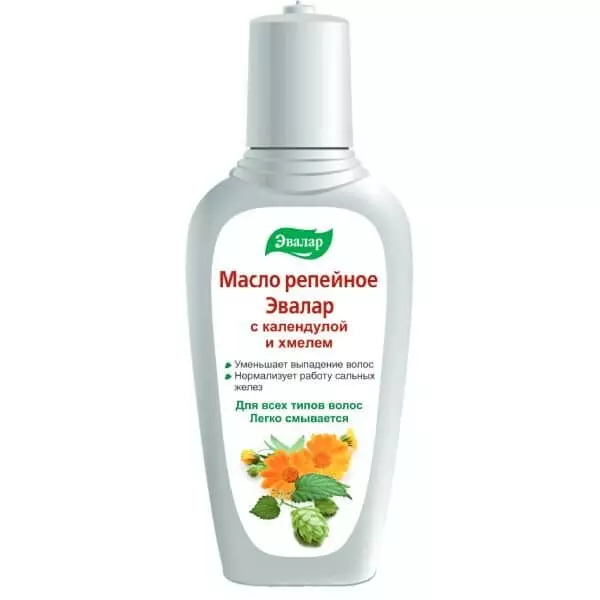 Эвалар
Масло репейное
Эвалар
с календулой
и хмелем
Уменьшает выпадение волос
Нормализует работу сальных
желез
Для всех типов волос
Легко смывается